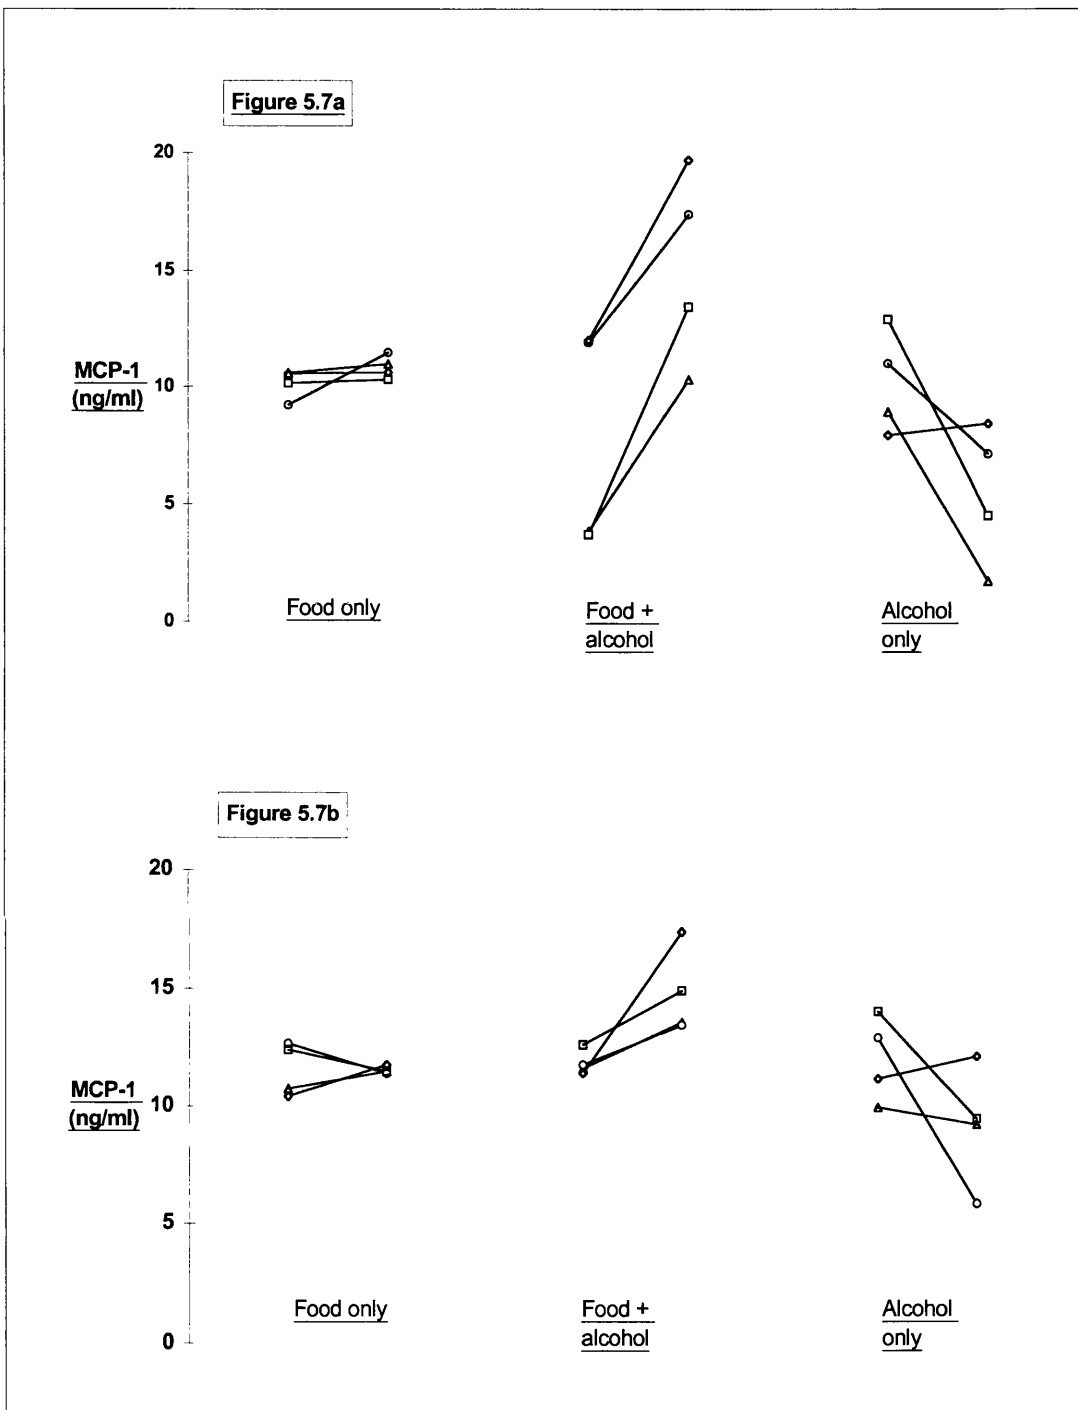 Figure 5.7a
20
15
MCP-1
(ng/ml)
10
5
0
Food only
Food +
alcohol
Alcohol
only
Figure 5.7b
20
15
MCP-1
(ng/ml)
10
5
0
Food only
Food +
alcohol
Alcohol
only